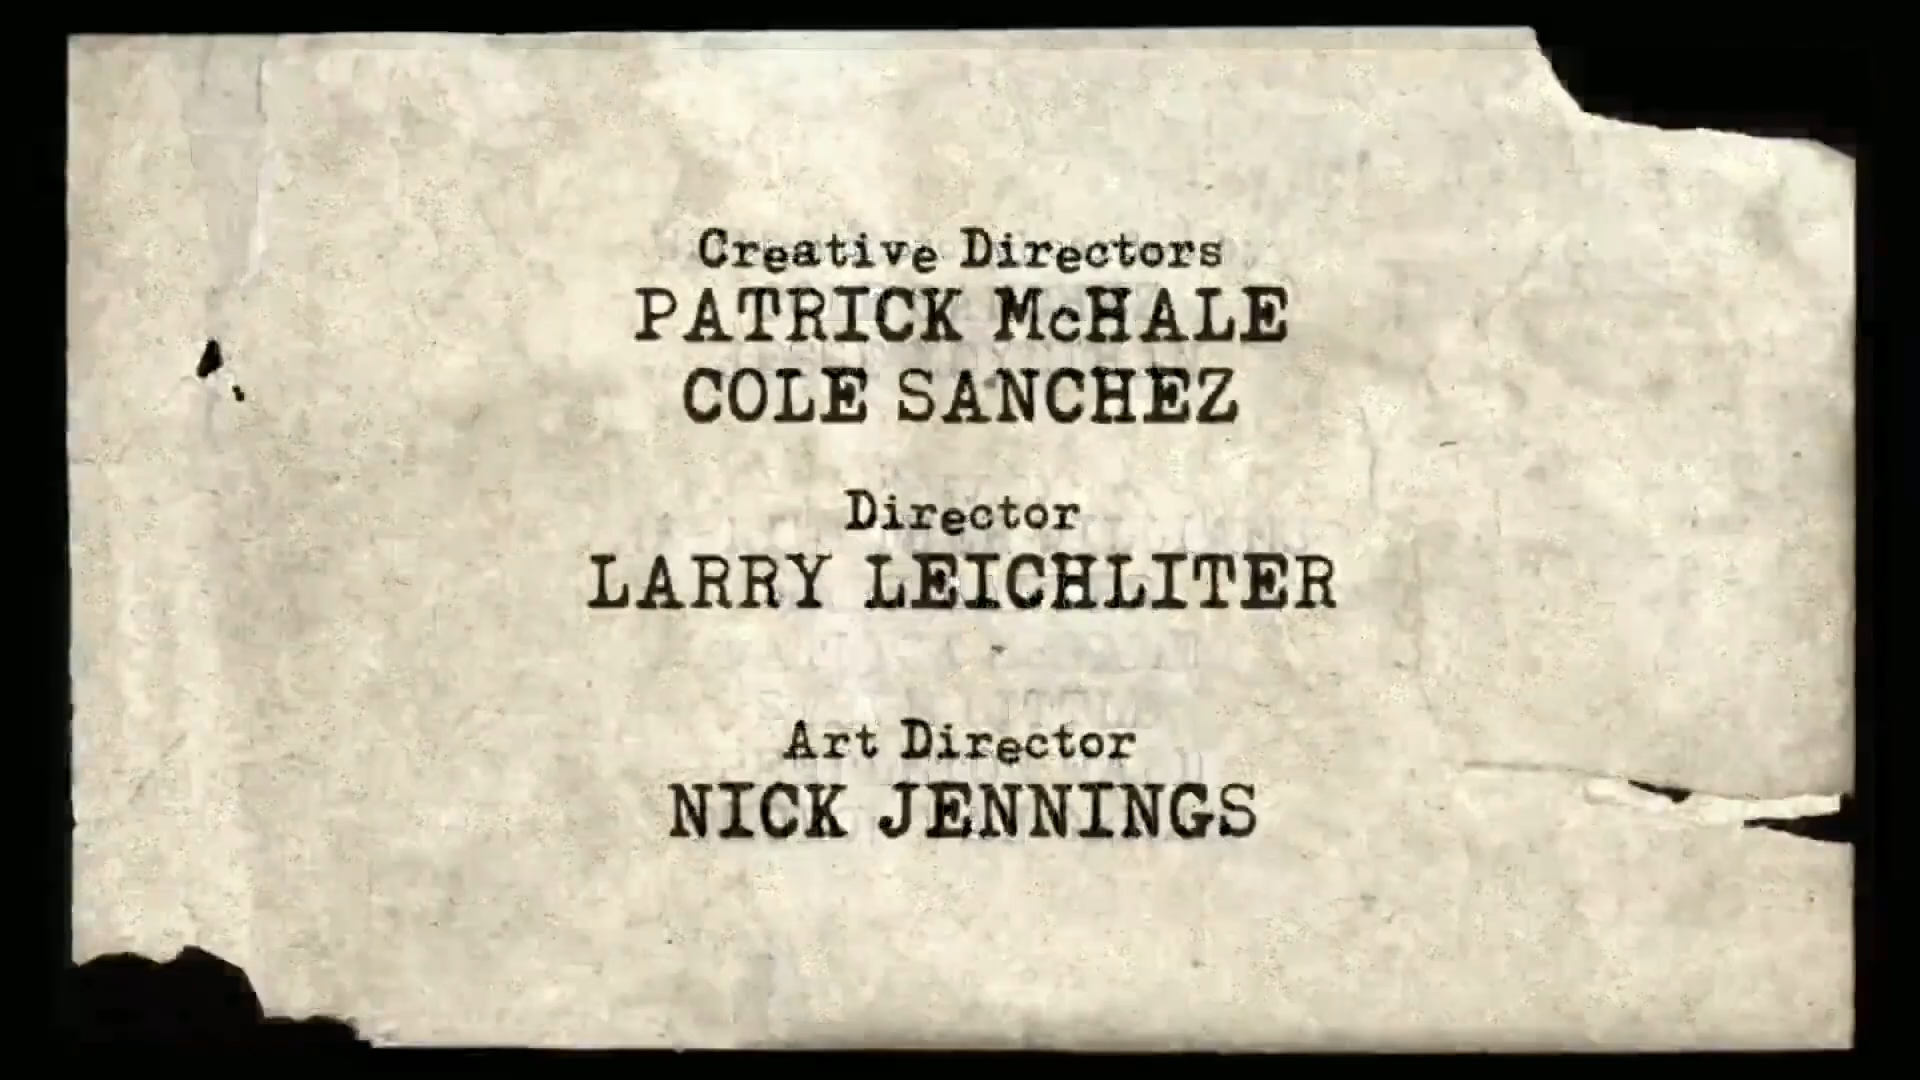 Creative Directors
PATRICK McHALE
COLE SANCHEZ
Director
LARRY LEICHLITER
Art Director
NICK JENNINGS